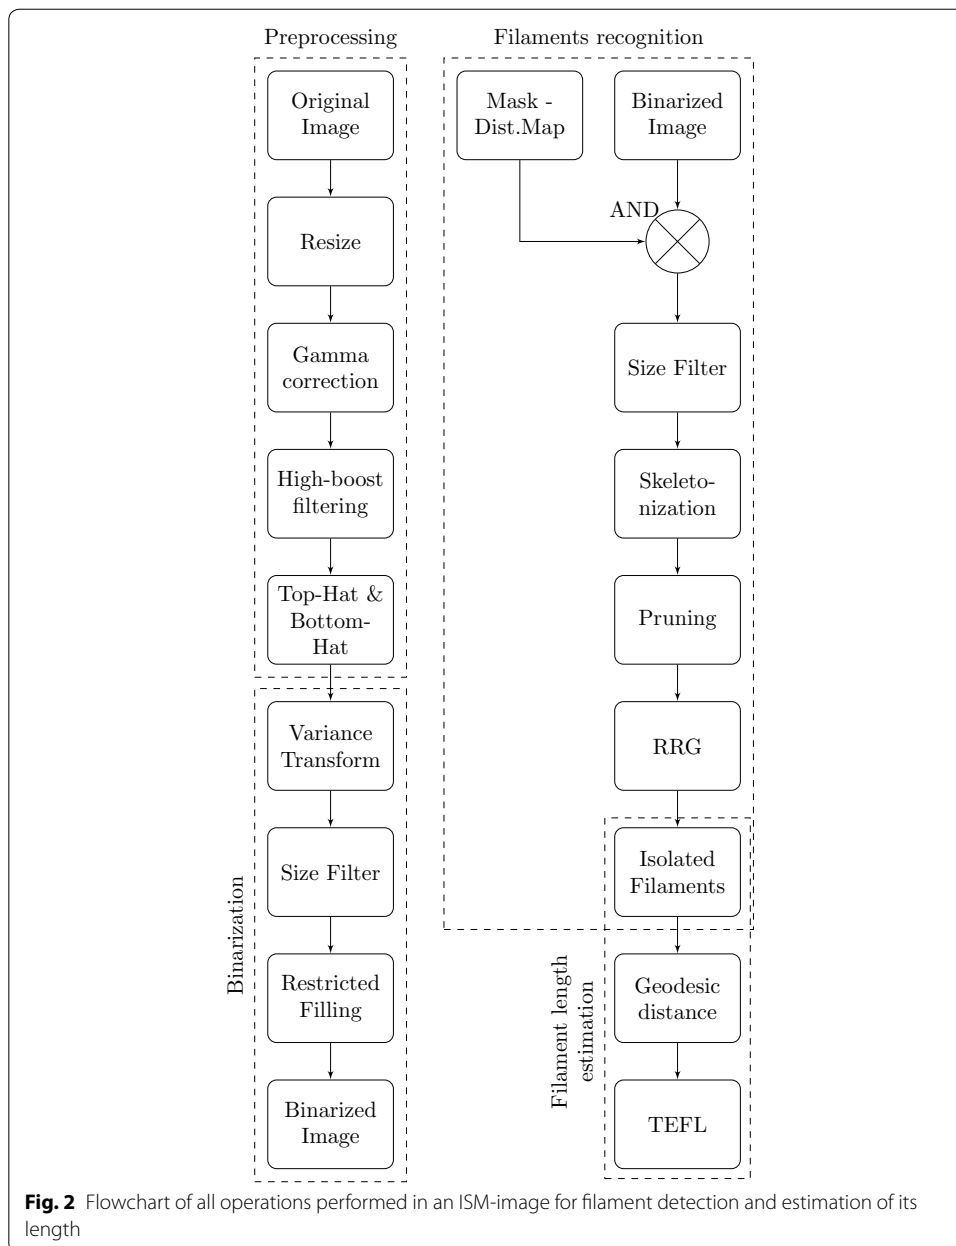 Preprocessing
Original
Image
Resize
Gamma
correction
High-boost
filtering
Top-Hat &
Bottom-
Hat
Binarization
Variance
Transform
Size Filter
Restricted
Filling
Binarized
Image
Filaments recognition
Mask -
Dist.Map
Binarized
Image
AND
Size Filter
Skeleto-
nization
Pruning
RRG
Isolated
Filaments
Filament length
estimation
Geodesic
distance
TEFL
Fig. 2 Flowchart of all operations performed in an ISM-image for filament detection and estimation of its
length